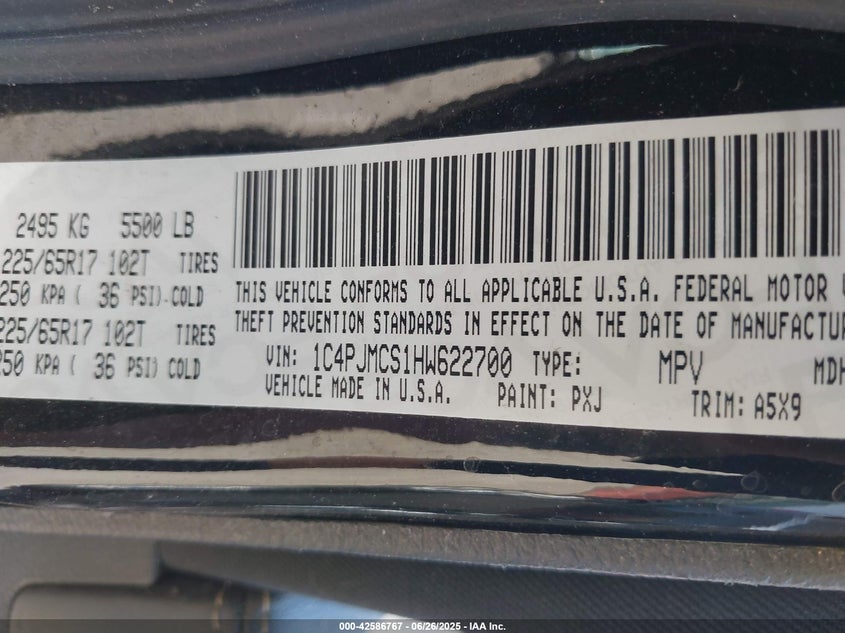 2495 KG 5500 LB
225/65R17 102T TIRES
250 KPA ( 36 PSI) COLD
225/65R17 102T TIRES
250 KPA ( 36 PSI) COLD
THIS VEHICLE CONFORMS TO ALL APPLICABLE U.S.A. FEDERAL MOTOR V
THEFT PREVENTION STANDARDS IN EFFECT ON THE DATE OF MANUFACTUR
VIN: 1C4PJMCS1HW622700 TYPE: MPV MDH
VEHICLE MADE IN U.S.A. PAINT: PXJ TRIM: A5X9
000-42586767 - 06/26/2025 - IAA Inc.